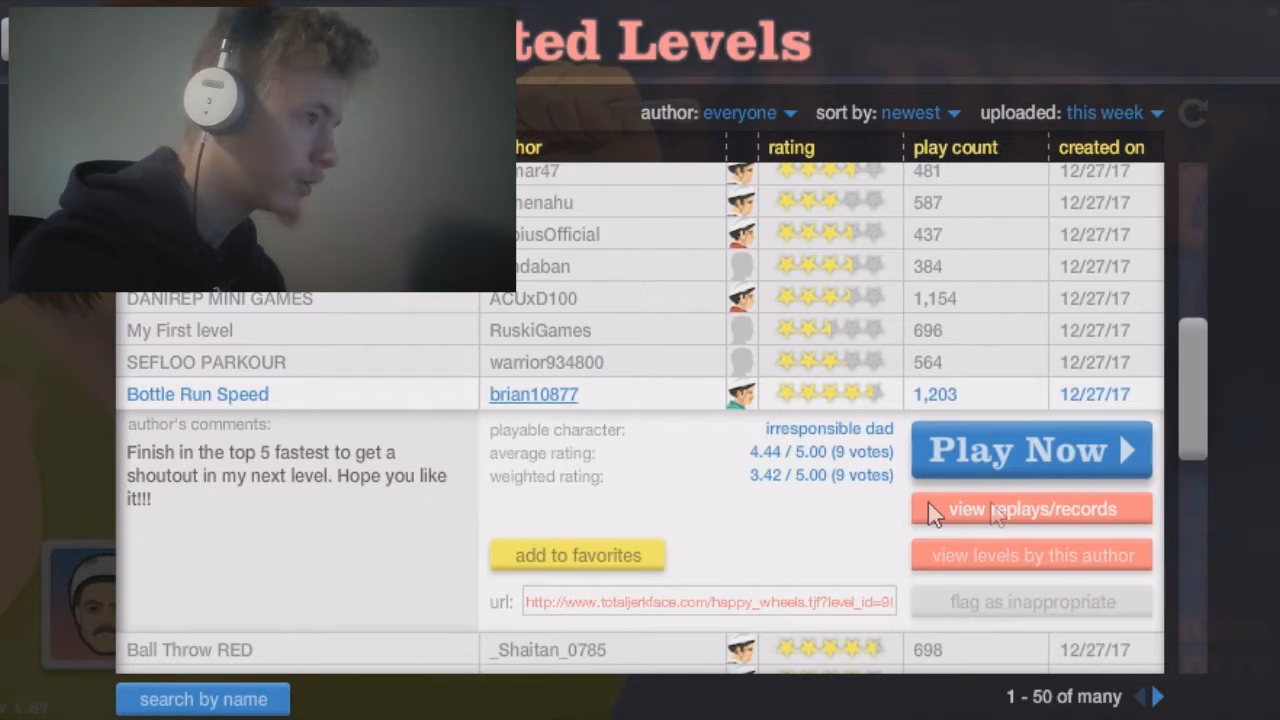 ted Levels
author: everyone sort by: newest uploaded: this week
hor rating play count created on
mar47 481 12/27/17
menahu 587 12/27/17
biusOfficial 437 12/27/17
ndaban 384 12/27/17
DANIREP MINI GAMES ACUxD100 1,154 12/27/17
My First level RuskiGames 696 12/27/17
SEFLOO PARKOUR warrior934800 564 12/27/17
Bottle Run Speed brian10877 1,203 12/27/17
author's comments:
Finish in the top 5 fastest to get a
shoutout in my next level. Hope you like
it!!!
playable character: irresponsible dad
average rating: 4.44 / 5.00 (9 votes)
weighted rating: 3.42 / 5.00 (9 votes)
add to favorites
url: http://www.totaljerkface.com/happy_wheels.tjf?level_id=9
Play Now
view replays/records
view levels by this author
flag as inappropriate
Ball Throw RED _Shaitan_0785 698 12/27/17
search by name
1 - 50 of many
v 1.87